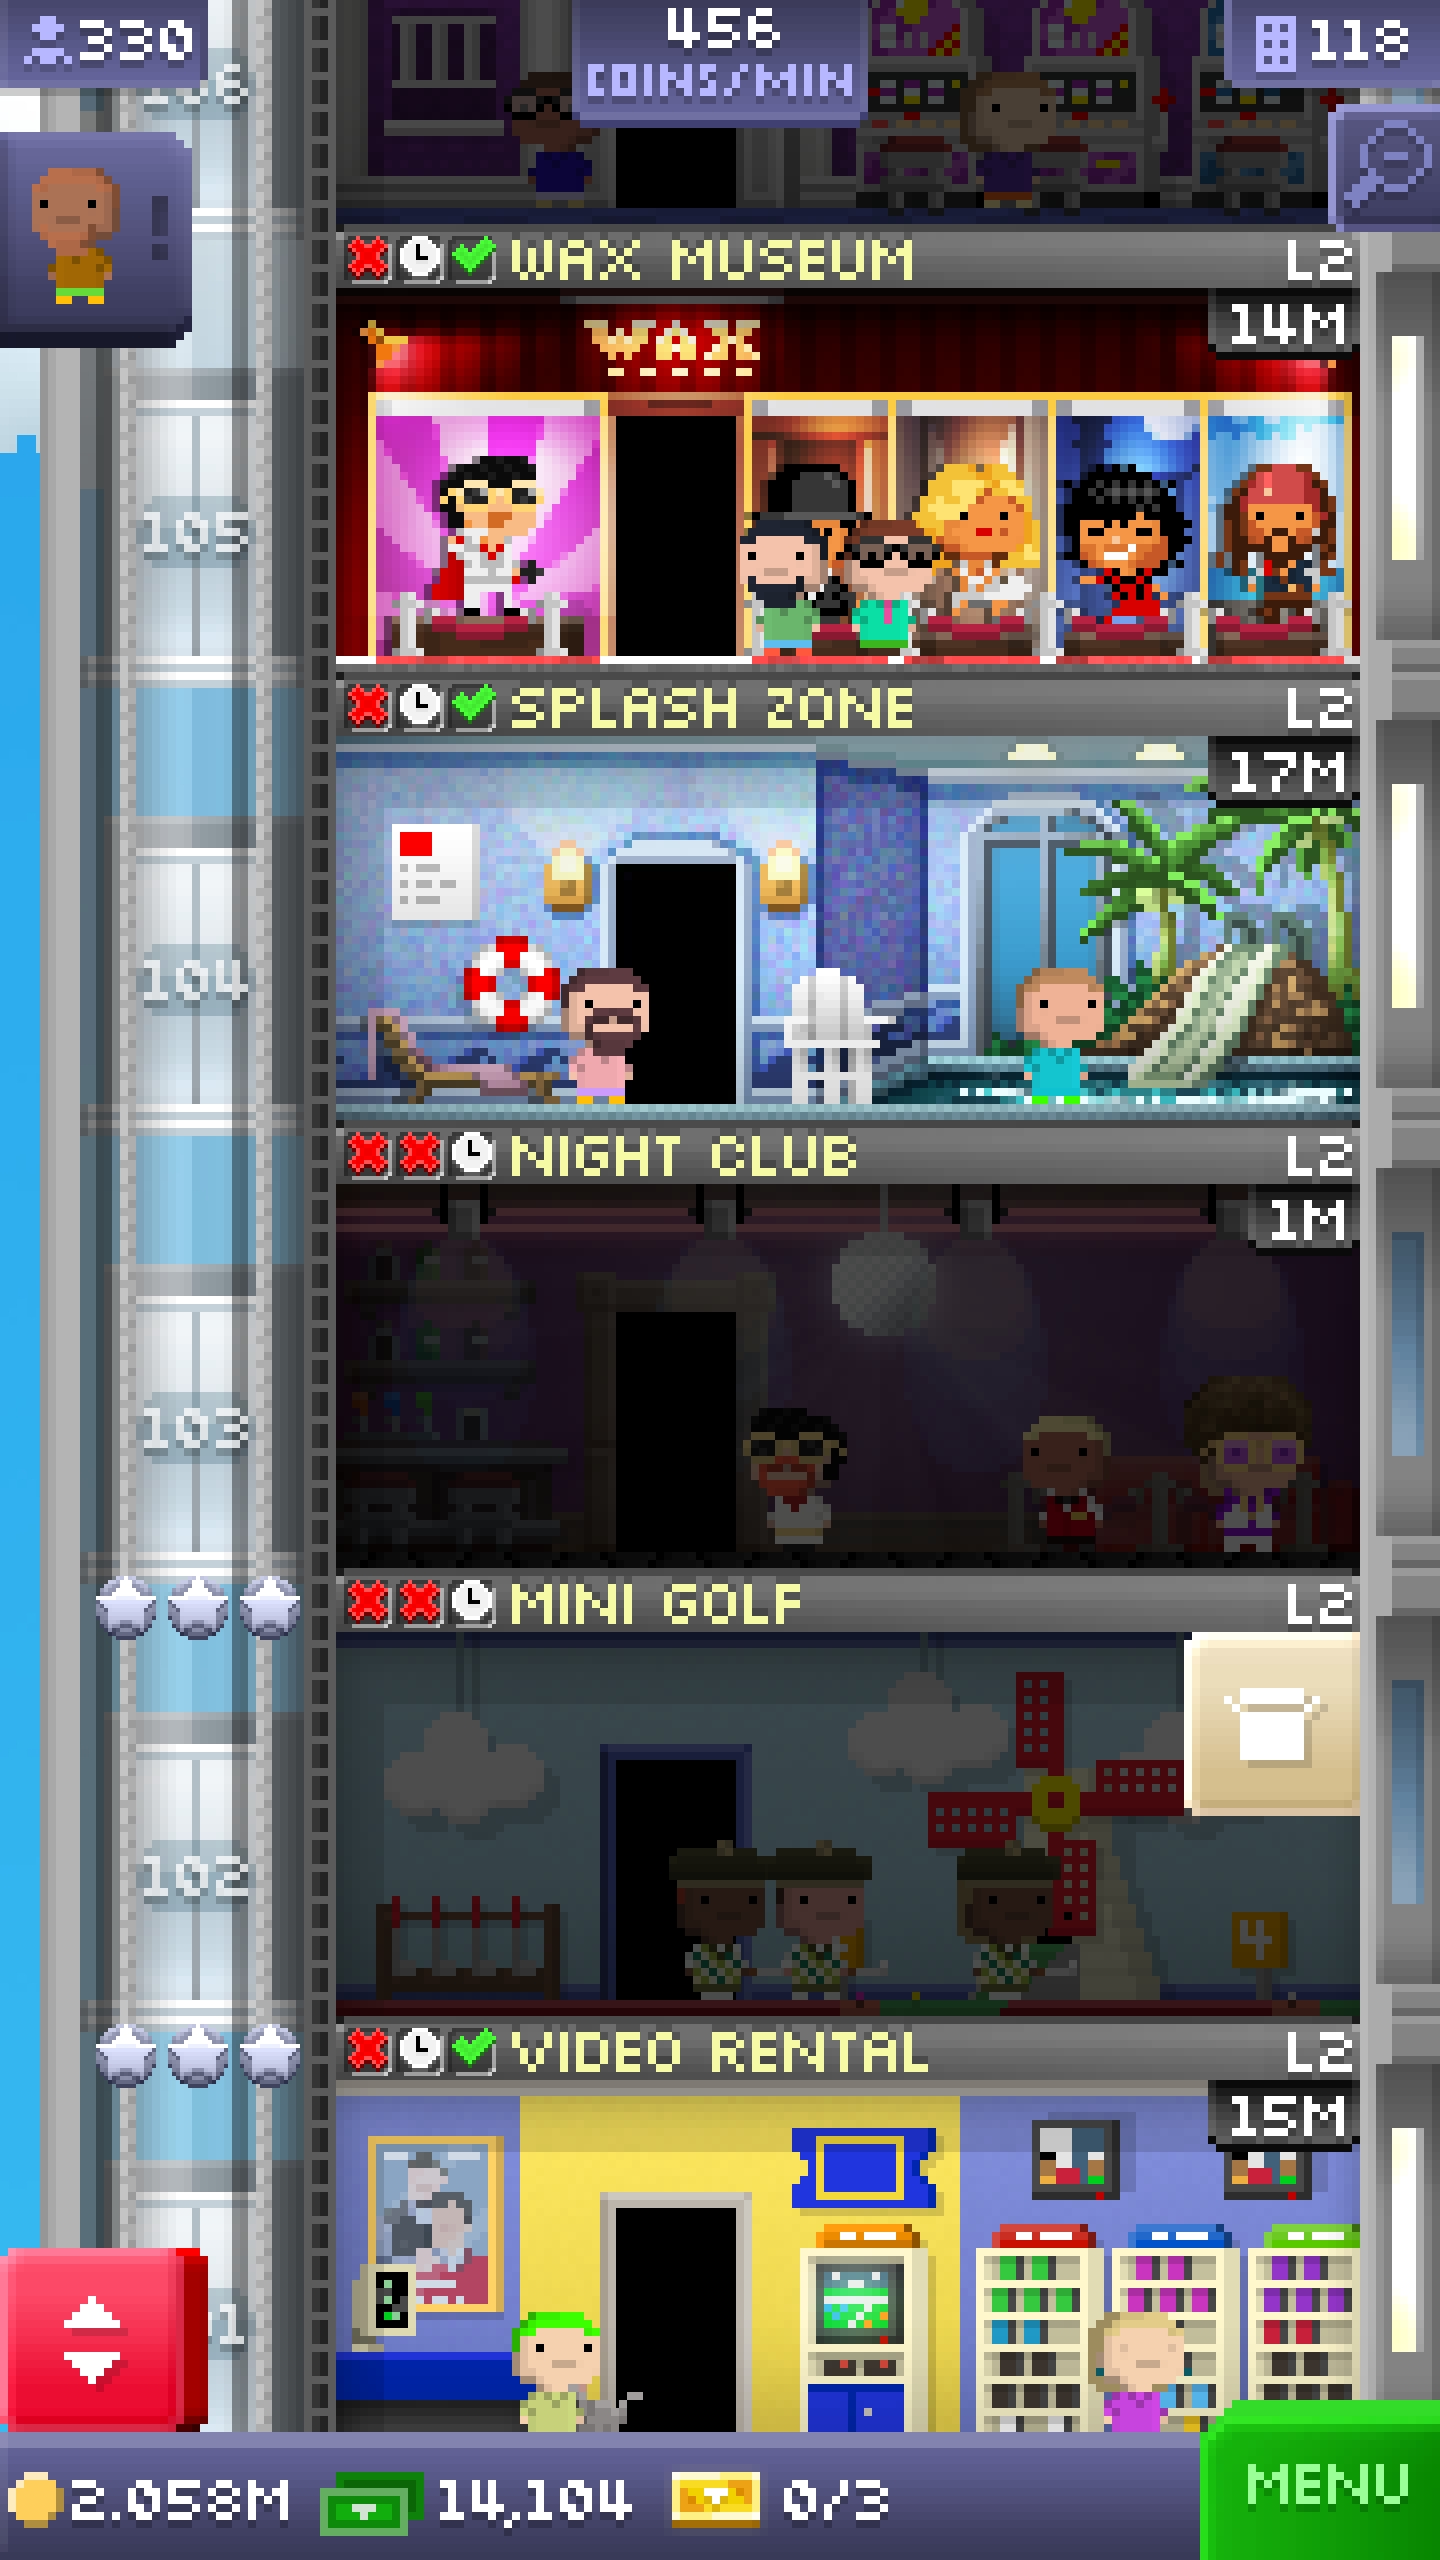 330
456
COINS/MIN
118
106
WAX MUSEUM
L2
14M
WAX
105
SPLASH ZONE
L2
17M
104
NIGHT CLUB
L2
1M
103
MINI GOLF
L2
102
4
VIDEO RENTAL
L2
15M
2.058M
14,104
0/3
MENU